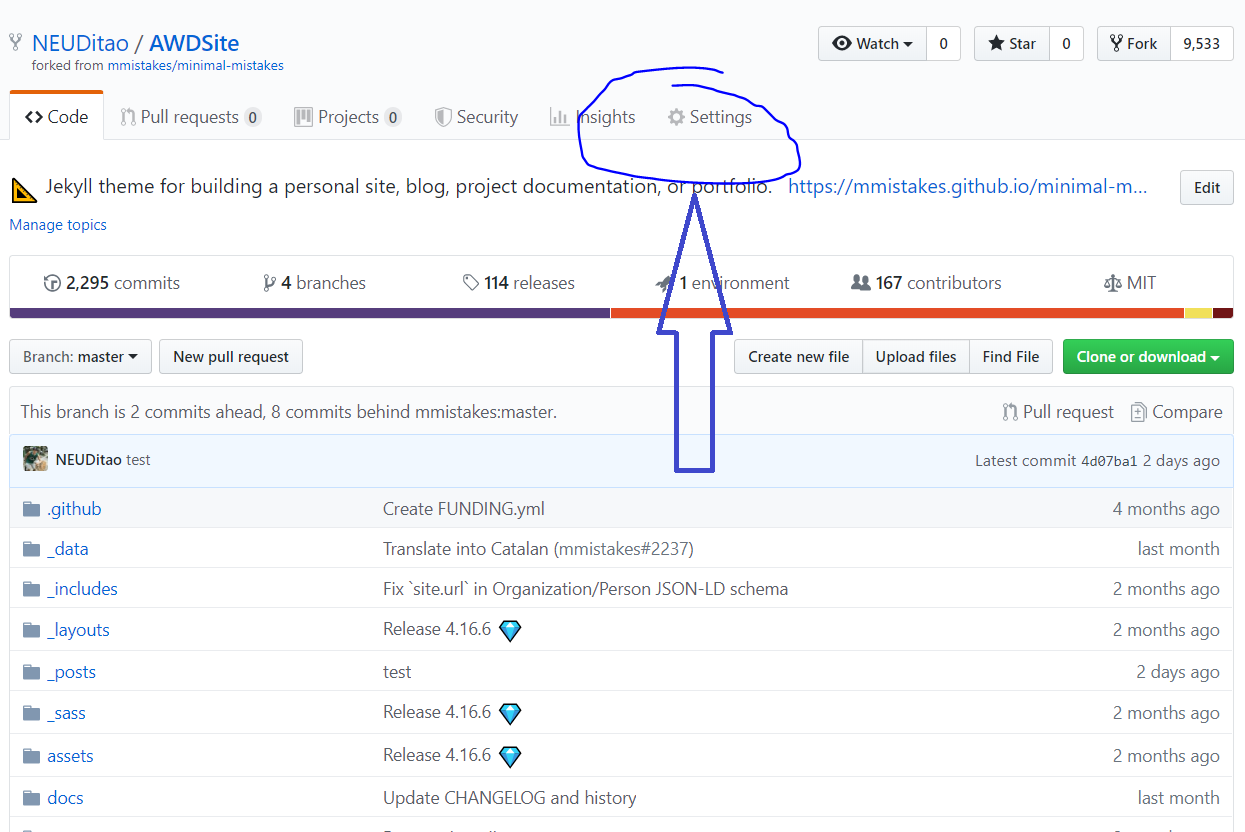 NEUDitao / AWDSite
Watch 0 Star 0 Fork 9,533
forked from mmistakes/minimal-mistakes
Code Pull requests 0 Projects 0 Security Insights Settings
Jekyll theme for building a personal site, blog, project documentation, or portfolio. https://mmistakes.github.io/minimal-m... Edit
Manage topics
2,295 commits 4 branches 114 releases 1 environment 167 contributors MIT
Branch: master New pull request Create new file Upload files Find File Clone or download
This branch is 2 commits ahead, 8 commits behind mmistakes:master. Pull request Compare
NEUDitao test Latest commit 4d07ba1 2 days ago
.github Create FUNDING.yml 4 months ago
_data Translate into Catalan (mmistakes#2237) last month
_includes Fix `site.url` in Organization/Person JSON-LD schema 2 months ago
_layouts Release 4.16.6 2 months ago
_posts test 2 days ago
_sass Release 4.16.6 2 months ago
assets Release 4.16.6 2 months ago
docs Update CHANGELOG and history last month